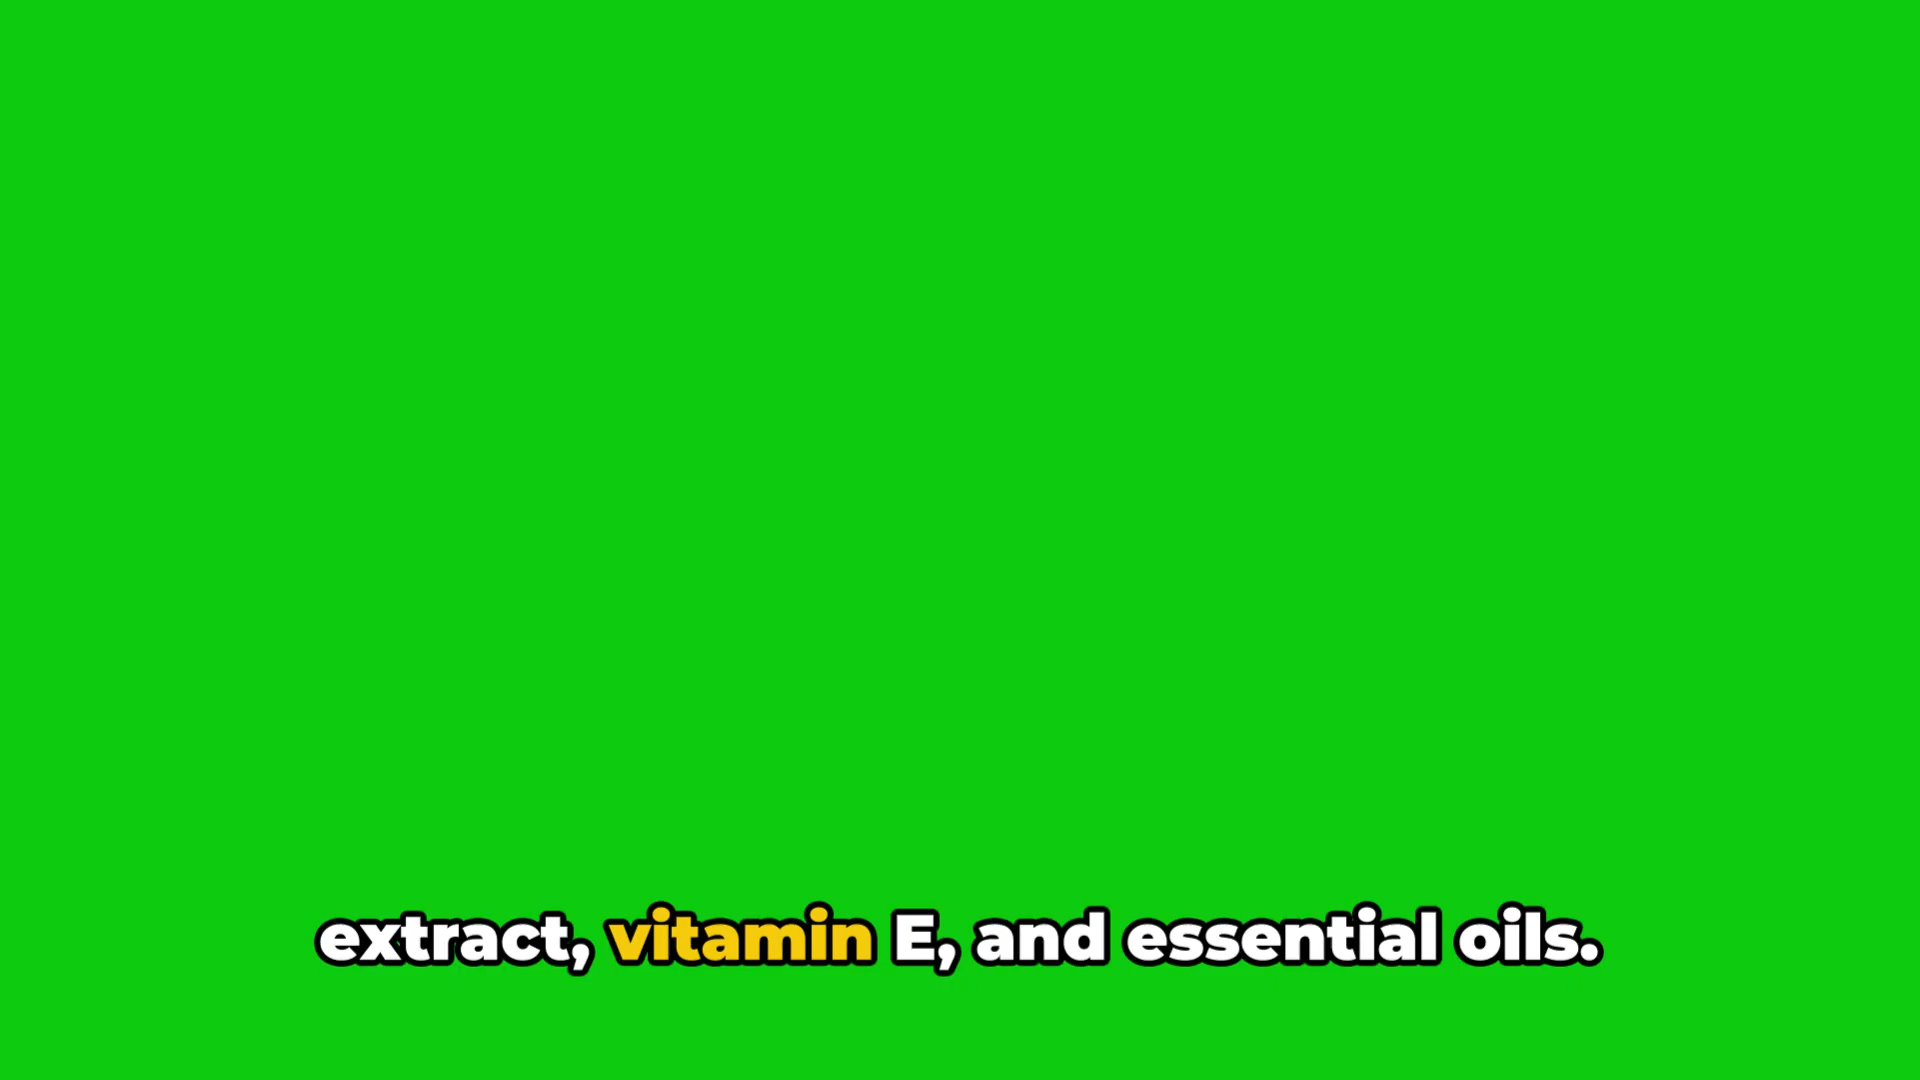 extract, vitamin E, and essential oils.